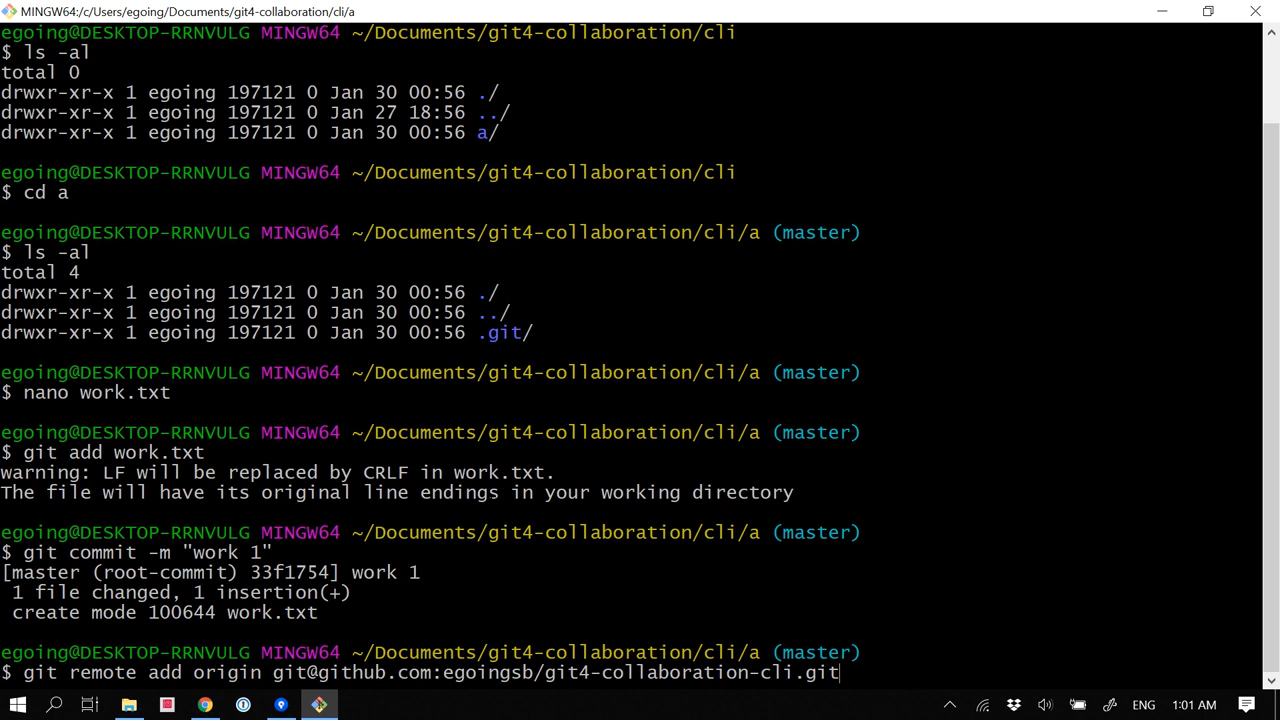 MINGW64:/c/Users/egoing/Documents/git4-collaboration/cli/a
egoing@DESKTOP-RRNVULG MINGW64 ~/Documents/git4-collaboration/cli
$ ls -al
total 0
drwxr-xr-x 1 egoing 197121 0 Jan 30 00:56 ./
drwxr-xr-x 1 egoing 197121 0 Jan 27 18:56 ../
drwxr-xr-x 1 egoing 197121 0 Jan 30 00:56 a/
egoing@DESKTOP-RRNVULG MINGW64 ~/Documents/git4-collaboration/cli
$ cd a
egoing@DESKTOP-RRNVULG MINGW64 ~/Documents/git4-collaboration/cli/a (master)
$ ls -al
total 4
drwxr-xr-x 1 egoing 197121 0 Jan 30 00:56 ./
drwxr-xr-x 1 egoing 197121 0 Jan 30 00:56 ../
drwxr-xr-x 1 egoing 197121 0 Jan 30 00:56 .git/
egoing@DESKTOP-RRNVULG MINGW64 ~/Documents/git4-collaboration/cli/a (master)
$ nano work.txt
egoing@DESKTOP-RRNVULG MINGW64 ~/Documents/git4-collaboration/cli/a (master)
$ git add work.txt
warning: LF will be replaced by CRLF in work.txt.
The file will have its original line endings in your working directory
egoing@DESKTOP-RRNVULG MINGW64 ~/Documents/git4-collaboration/cli/a (master)
$ git commit -m "work 1"
[master (root-commit) 33f1754] work 1
1 file changed, 1 insertion(+)
create mode 100644 work.txt
egoing@DESKTOP-RRNVULG MINGW64 ~/Documents/git4-collaboration/cli/a (master)
$ git remote add origin git@github.com:egoingsb/git4-collaboration-cli.git
ENG 1:01 AM